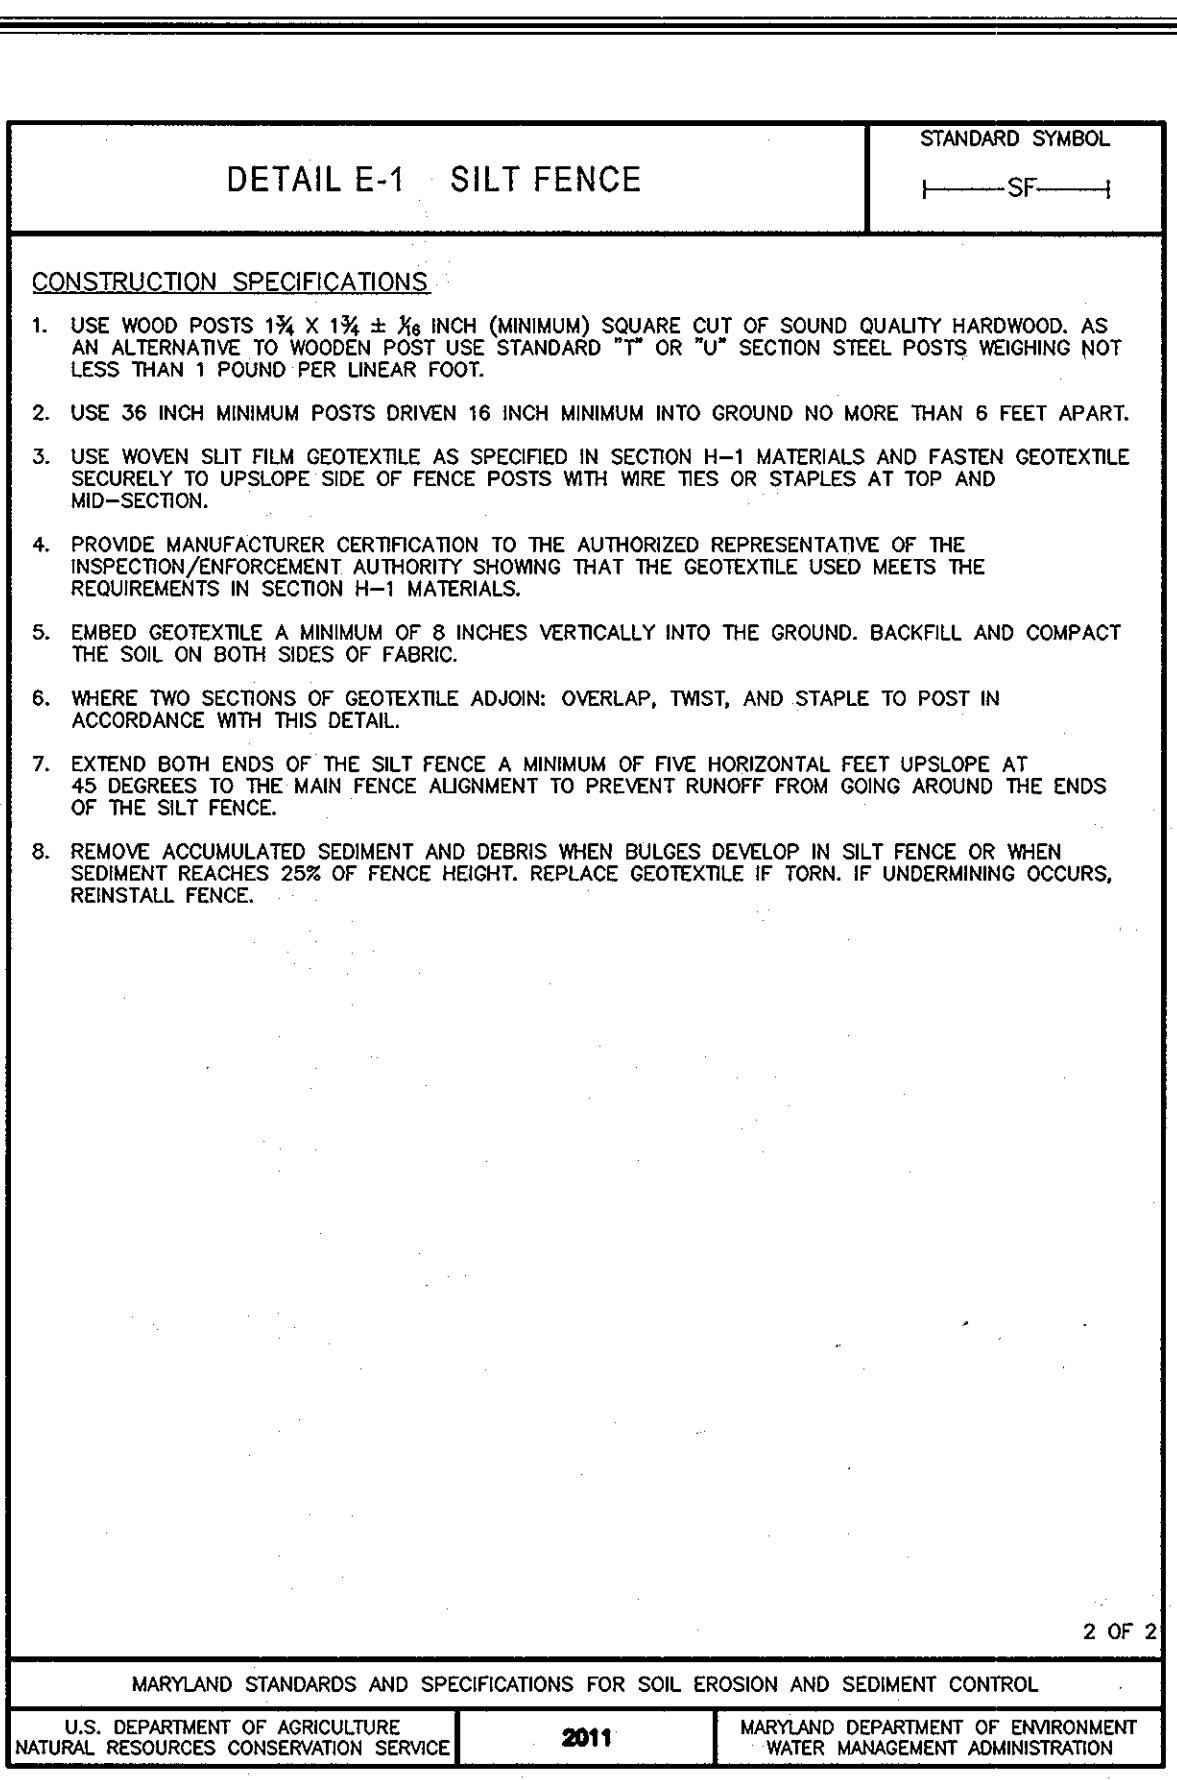 STANDARD SYMBOL
DETAIL E-1 SILT FENCE
SF
CONSTRUCTION SPECIFICATIONS
1. USE WOOD POSTS 1¾ X 1¾ ± 1/16 INCH (MINIMUM) SQUARE CUT OF SOUND QUALITY HARDWOOD. AS
AN ALTERNATIVE TO WOODEN POST USE STANDARD "T" OR "U" SECTION STEEL POSTS WEIGHING NOT
LESS THAN 1 POUND PER LINEAR FOOT.
2. USE 36 INCH MINIMUM POSTS DRIVEN 16 INCH MINIMUM INTO GROUND NO MORE THAN 6 FEET APART.
3. USE WOVEN SLIT FILM GEOTEXTILE AS SPECIFIED IN SECTION H-1 MATERIALS AND FASTEN GEOTEXTILE
SECURELY TO UPSLOPE SIDE OF FENCE POSTS WITH WIRE TIES OR STAPLES AT TOP AND
MID-SECTION.
4. PROVIDE MANUFACTURER CERTIFICATION TO THE AUTHORIZED REPRESENTATIVE OF THE
INSPECTION/ENFORCEMENT AUTHORITY SHOWING THAT THE GEOTEXTILE USED MEETS THE
REQUIREMENTS IN SECTION H-1 MATERIALS.
5. EMBED GEOTEXTILE A MINIMUM OF 8 INCHES VERTICALLY INTO THE GROUND. BACKFILL AND COMPACT
THE SOIL ON BOTH SIDES OF FABRIC.
6. WHERE TWO SECTIONS OF GEOTEXTILE ADJOIN: OVERLAP, TWIST, AND STAPLE TO POST IN
ACCORDANCE WITH THIS DETAIL.
7. EXTEND BOTH ENDS OF THE SILT FENCE A MINIMUM OF FIVE HORIZONTAL FEET UPSLOPE AT
45 DEGREES TO THE MAIN FENCE ALIGNMENT TO PREVENT RUNOFF FROM GOING AROUND THE ENDS
OF THE SILT FENCE.
8. REMOVE ACCUMULATED SEDIMENT AND DEBRIS WHEN BULGES DEVELOP IN SILT FENCE OR WHEN
SEDIMENT REACHES 25% OF FENCE HEIGHT. REPLACE GEOTEXTILE IF TORN. IF UNDERMINING OCCURS,
REINSTALL FENCE.
2 OF 2
MARYLAND STANDARDS AND SPECIFICATIONS FOR SOIL EROSION AND SEDIMENT CONTROL
U.S. DEPARTMENT OF AGRICULTURE
NATURAL RESOURCES CONSERVATION SERVICE
2011
MARYLAND DEPARTMENT OF ENVIRONMENT
WATER MANAGEMENT ADMINISTRATION